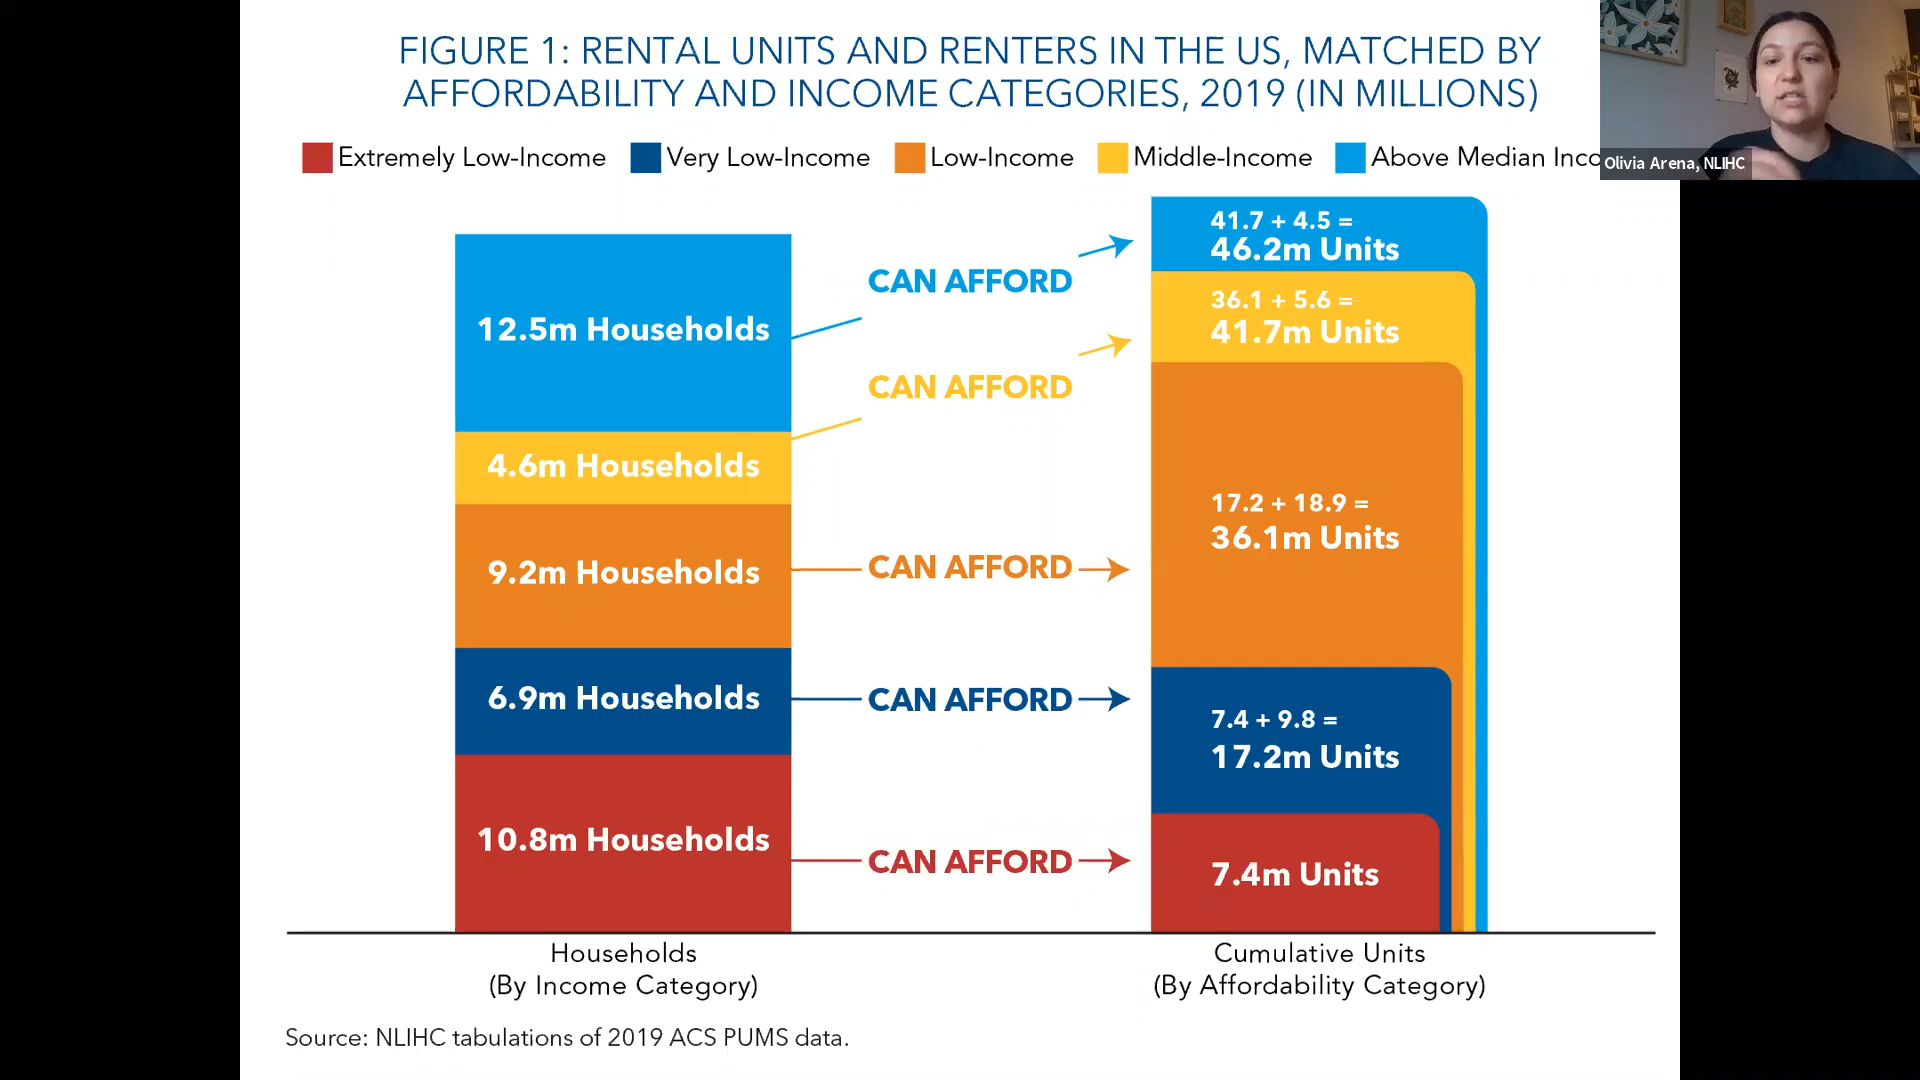 FIGURE 1: RENTAL UNITS AND RENTERS IN THE US, MATCHED BY
AFFORDABILITY AND INCOME CATEGORIES, 2019 (IN MILLIONS)
Extremely Low-Income Very Low-Income Low-Income Middle-Income Above Median Inco
Olivia Arena, NLIHC
12.5m Households
4.6m Households
9.2m Households
6.9m Households
10.8m Households
CAN AFFORD
CAN AFFORD
CAN AFFORD
CAN AFFORD
CAN AFFORD
41.7 + 4.5 =
46.2m Units
36.1 + 5.6 =
41.7m Units
17.2 + 18.9 =
36.1m Units
7.4 + 9.8 =
17.2m Units
7.4m Units
Households
(By Income Category)
Cumulative Units
(By Affordability Category)
Source: NLIHC tabulations of 2019 ACS PUMS data.